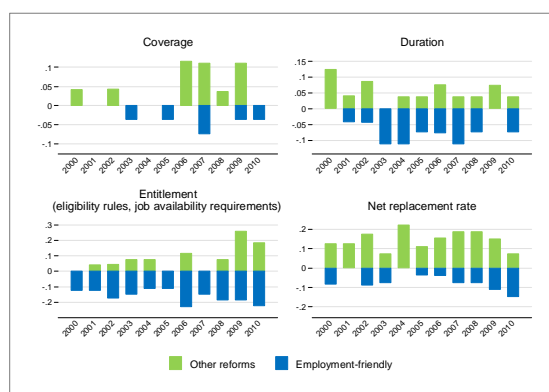 Coverage
.1
.05
0
-.05
-.1
2000 2001 2002 2003 2004 2005 2006 2007 2008 2009 2010
Duration
.15
.1
.05
0
-.05
-.1
2000 2001 2002 2003 2004 2005 2006 2007 2008 2009 2010
Entitlement
(eligibility rules, job availability requirements)
.3
.2
.1
0
-.1
-.2
2000 2001 2002 2003 2004 2005 2006 2007 2008 2009 2010
Net replacement rate
.2
.1
0
-.1
-.2
2000 2001 2002 2003 2004 2005 2006 2007 2008 2009 2010
Other reforms
Employment-friendly